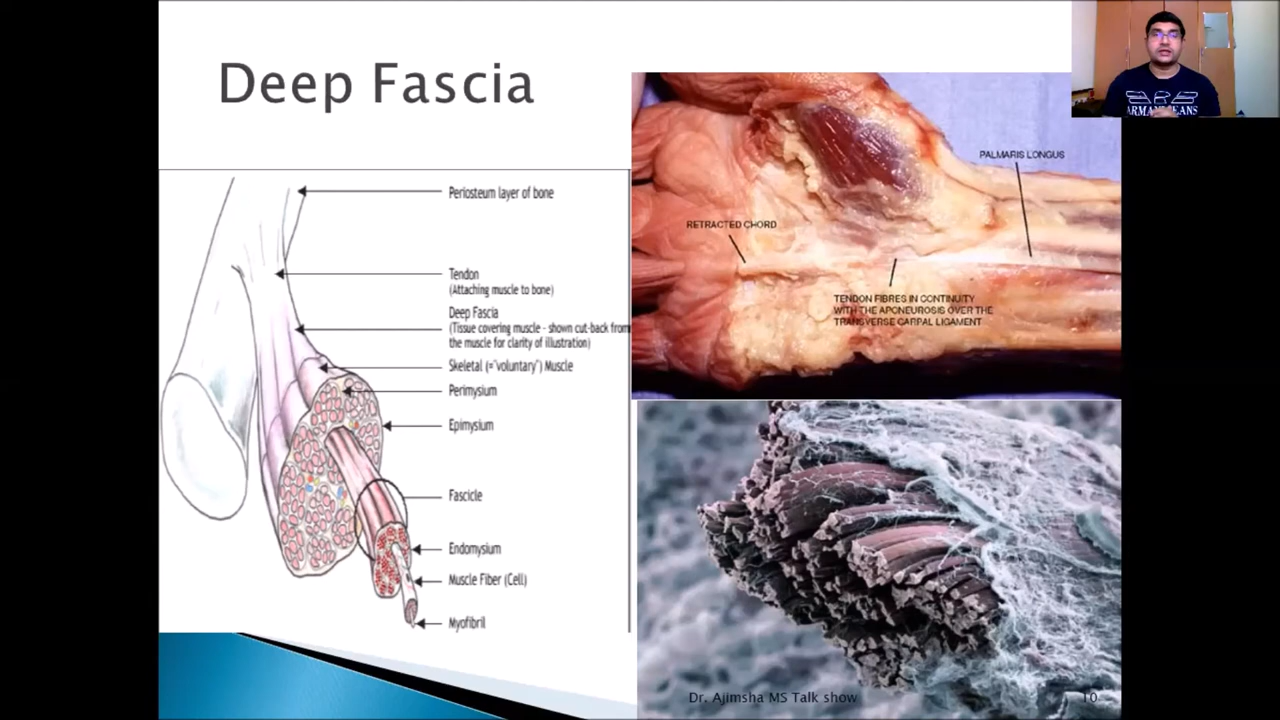 Deep Fascia
Periosteum layer of bone
Tendon
(Attaching muscle to bone)
Deep Fascia
(Tissue covering muscle - shown cut-back from
the muscle for clarity of illustration)
Skeletal (="voluntary") Muscle
Perimysium
Epimysium
Fascicle
Endomysium
Muscle Fiber (Cell)
Myofibril
PALMARIS LONGUS
RETRACTED CHORD
TENDON FIBRES IN CONTINUITY
WITH THE APONEUROSIS OVER THE
TRANSVERSE CARPAL LIGAMENT
ARMANI JEANS
Dr. Ajimsha MS Talk show
10